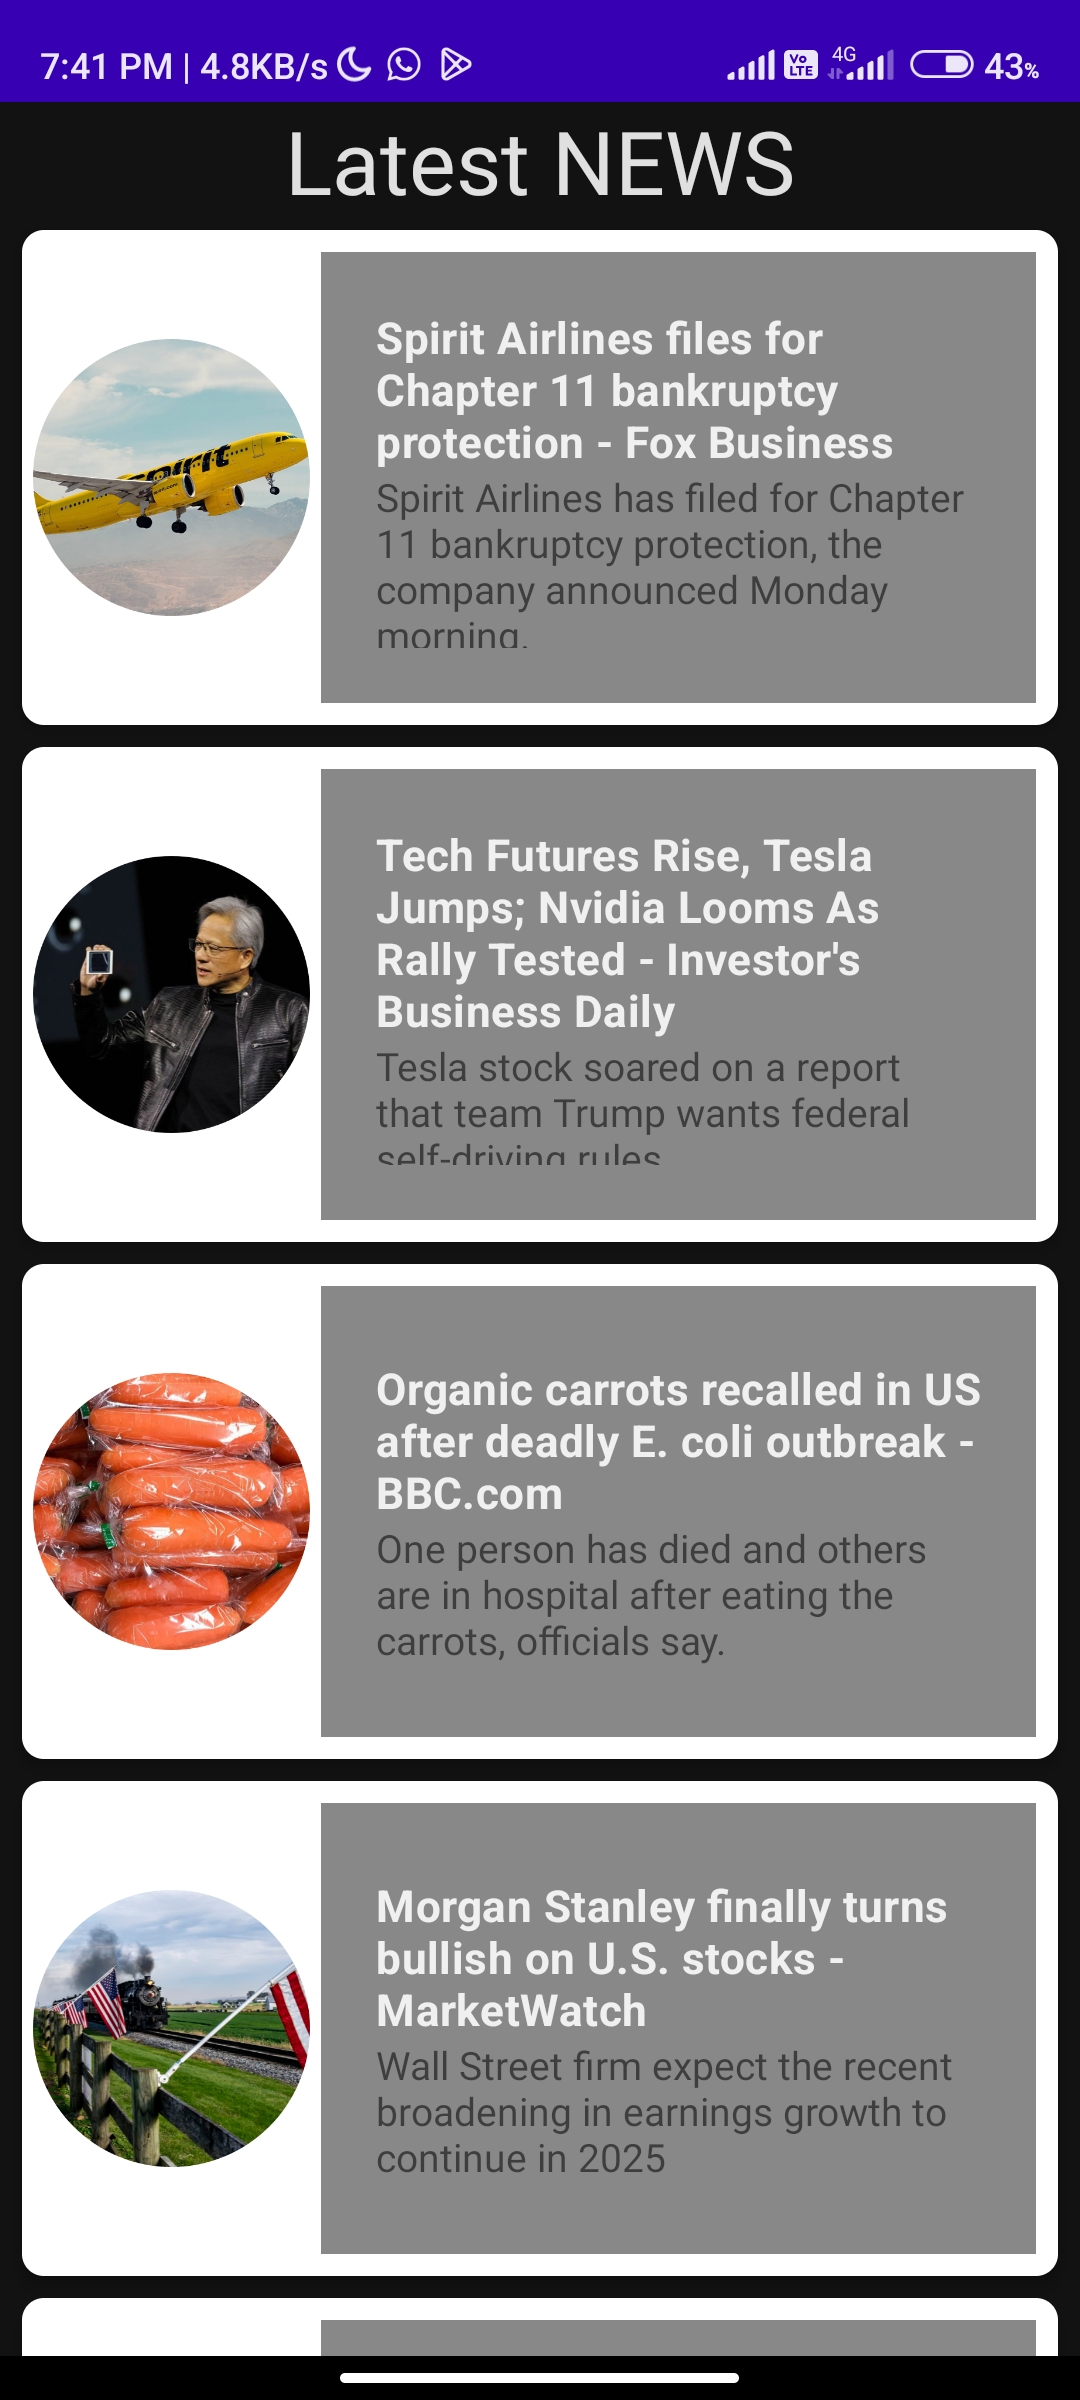 7:41 PM | 4.8KB/s
Vo LTE
4G
43%
Latest NEWS
spirit
Spirit Airlines files for
Chapter 11 bankruptcy
protection - Fox Business
Spirit Airlines has filed for Chapter
11 bankruptcy protection, the
company announced Monday
morning.
Tech Futures Rise, Tesla
Jumps; Nvidia Looms As
Rally Tested - Investor's
Business Daily
Tesla stock soared on a report
that team Trump wants federal
self-driving rules
Organic carrots recalled in US
after deadly E. coli outbreak -
BBC.com
One person has died and others
are in hospital after eating the
carrots, officials say.
Morgan Stanley finally turns
bullish on U.S. stocks -
MarketWatch
Wall Street firm expect the recent
broadening in earnings growth to
continue in 2025